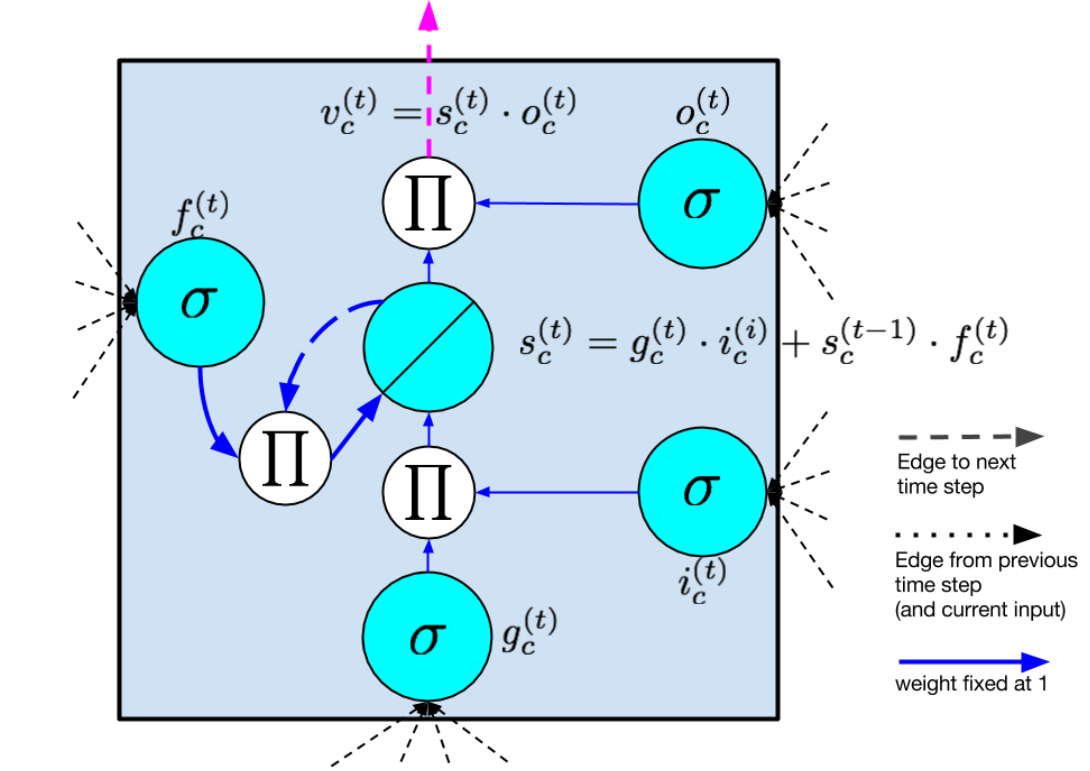 v_c^{(t)} = s_c^{(t)} · o_c^{(t)}
o_c^{(t)}
∏
σ
f_c^{(t)}
σ
s_c^{(t)} = g_c^{(t)} · i_c^{(i)} + s_c^{(t−1)} · f_c^{(t)}
∏
∏
σ
i_c^{(t)}
σ
g_c^{(t)}
Edge to next
time step
Edge from previous
time step
(and current input)
weight fixed at 1